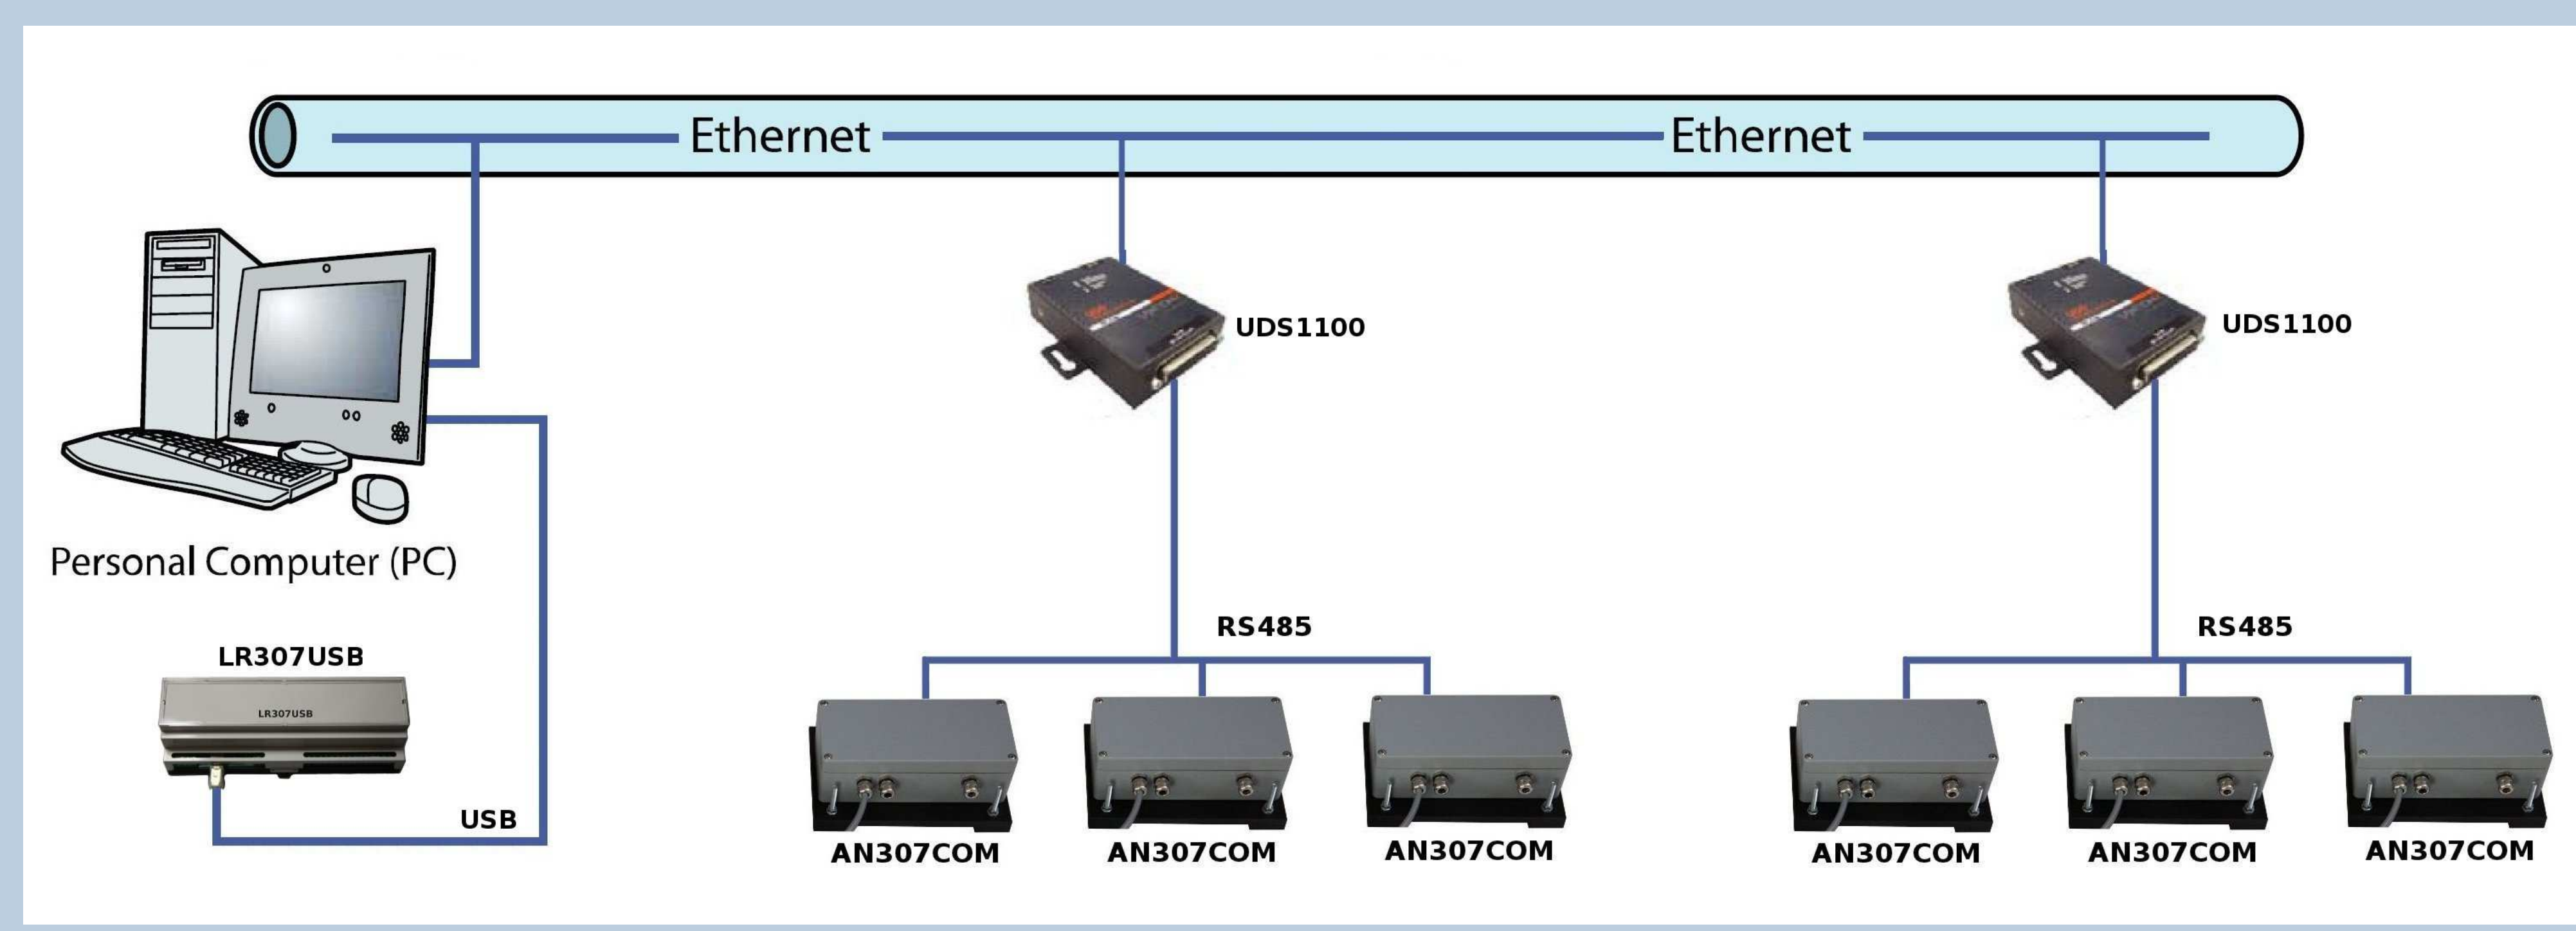 Ethernet
Ethernet
UDS1100
UDS1100
Personal Computer (PC)
RS485
RS485
LR307USB
LR307USB
USB
AN307COM
AN307COM
AN307COM
AN307COM
AN307COM
AN307COM